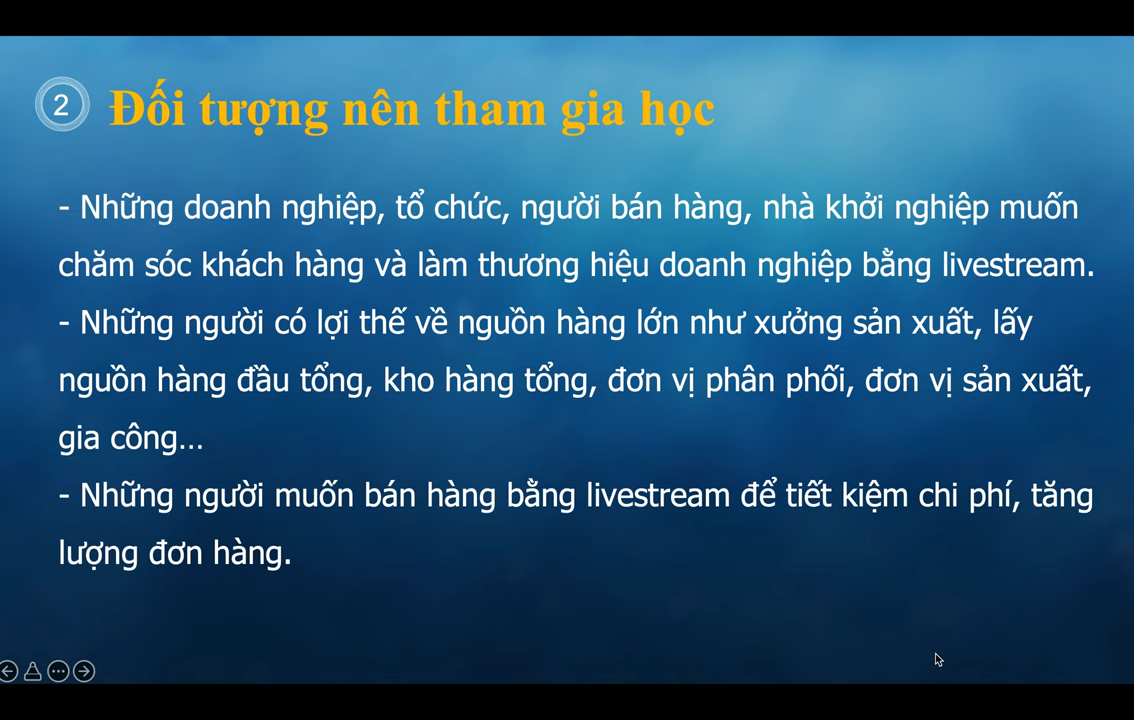 2 Đối tượng nên tham gia học
- Những doanh nghiệp, tổ chức, người bán hàng, nhà khởi nghiệp muốn
chăm sóc khách hàng và làm thương hiệu doanh nghiệp bằng livestream.
- Những người có lợi thế về nguồn hàng lớn như xưởng sản xuất, lấy
nguồn hàng đầu tổng, kho hàng tổng, đơn vị phân phối, đơn vị sản xuất,
gia công...
- Những người muốn bán hàng bằng livestream để tiết kiệm chi phí, tăng
lượng đơn hàng.